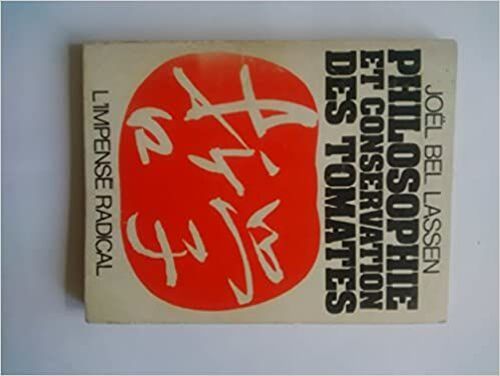 JOËL BEL LASSEN
PHILOSOPHIE
ET CONSERVATION
DES TOMATES
L'IMPENSÉ RADICAL